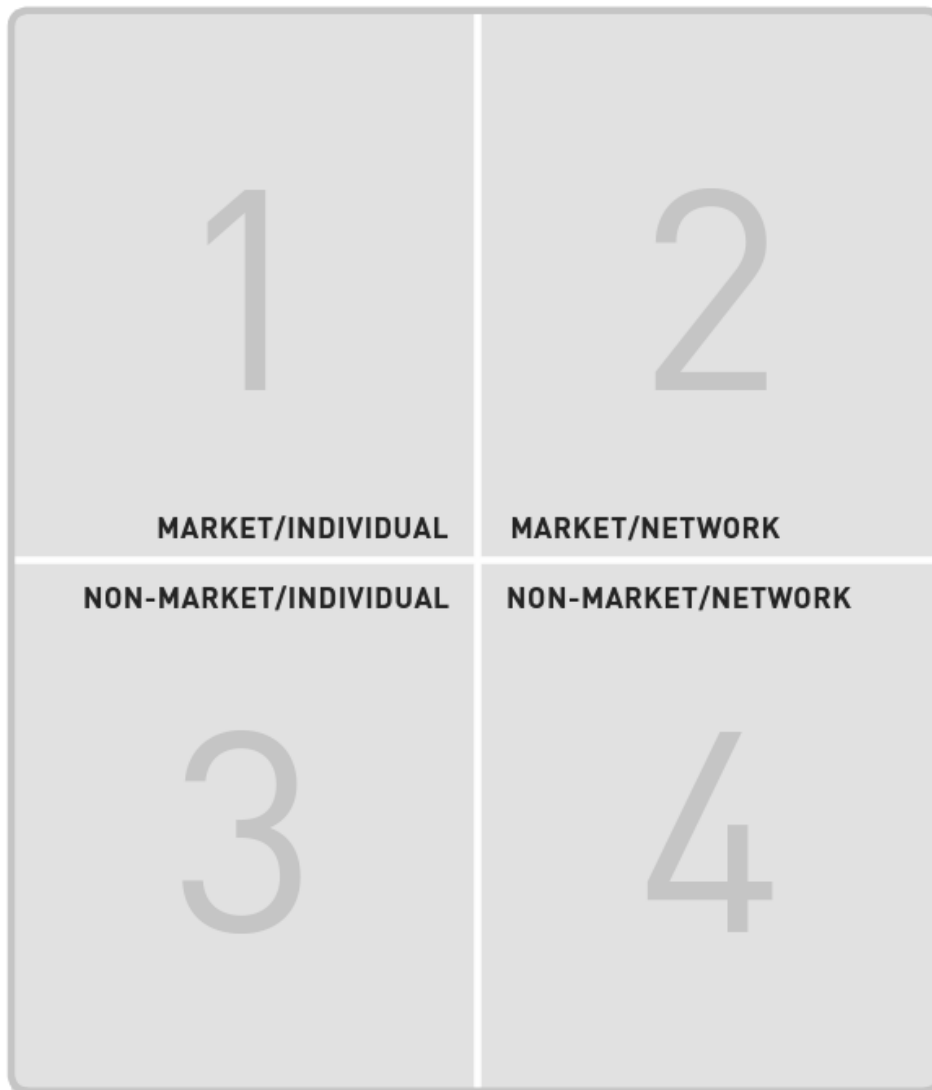 1
2
MARKET/INDIVIDUAL
MARKET/NETWORK
NON-MARKET/INDIVIDUAL
NON-MARKET/NETWORK
3
4